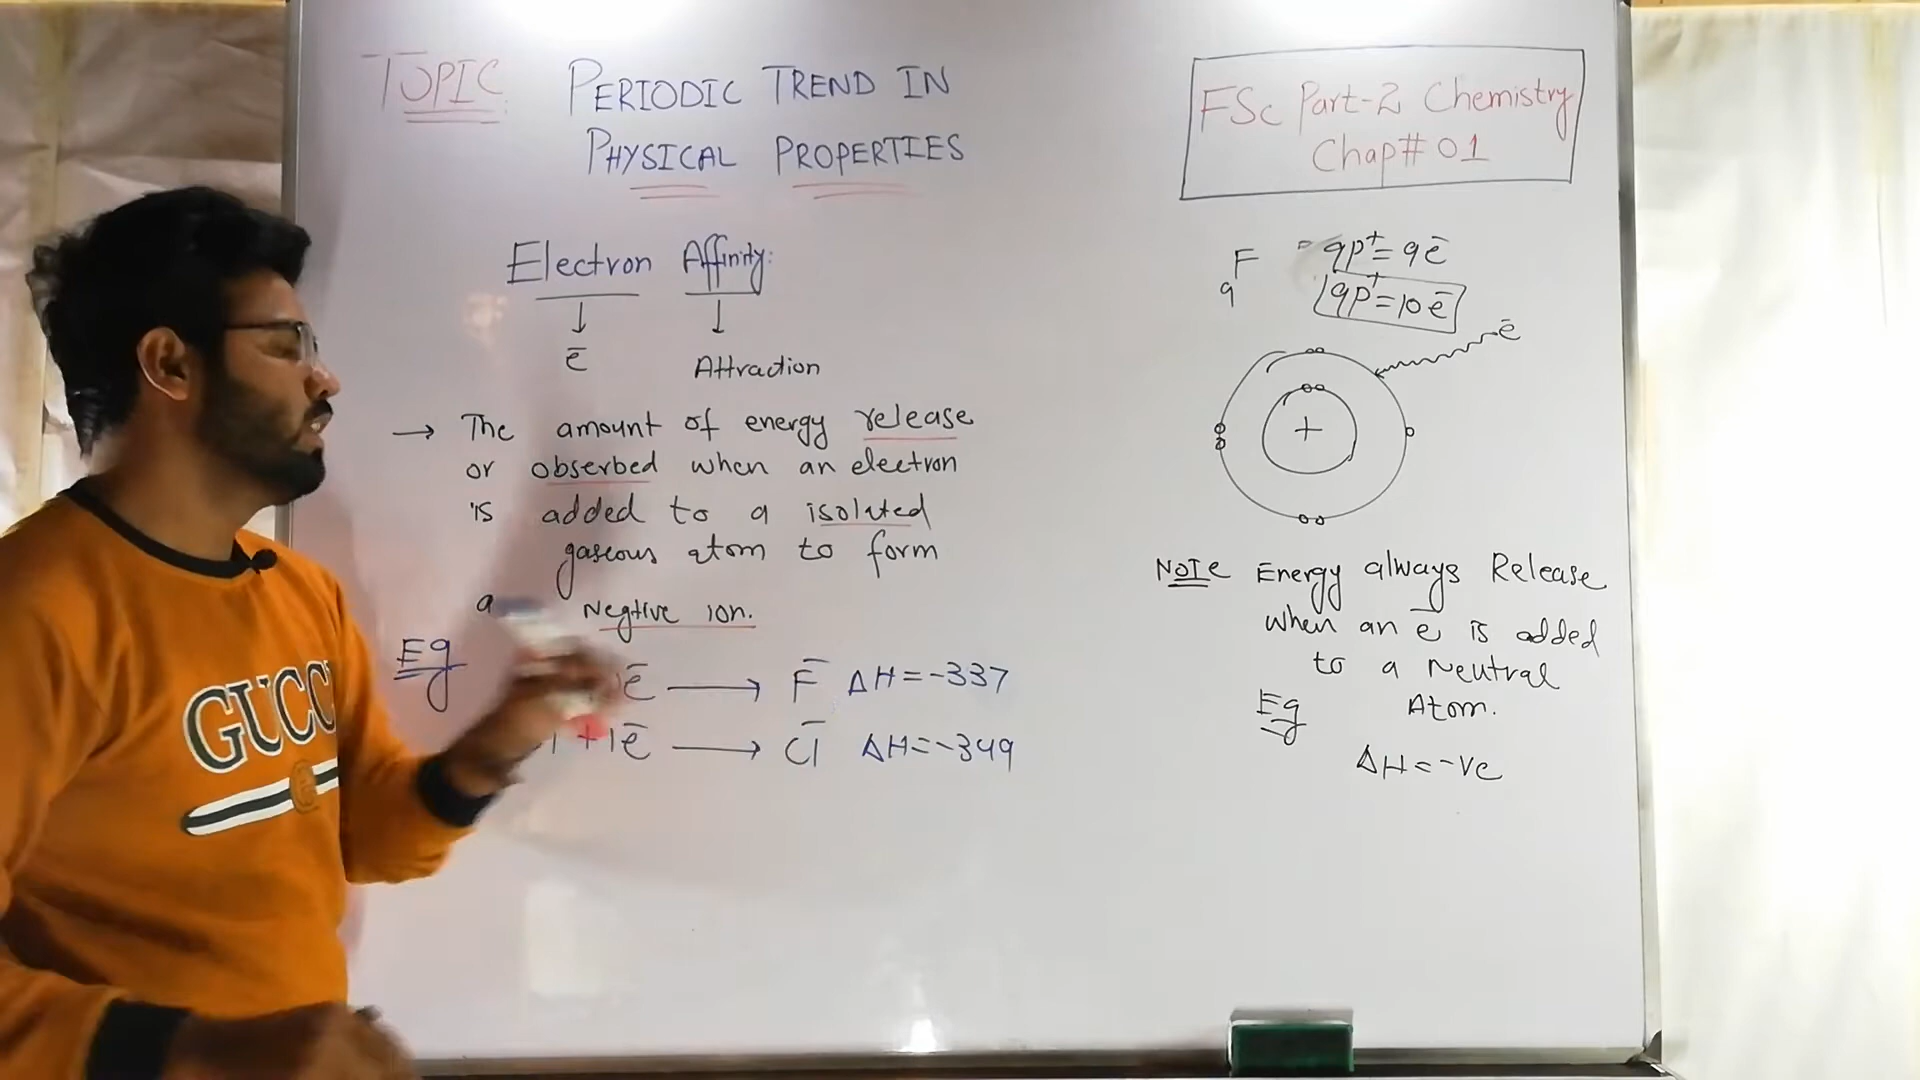 TOPIC: PERIODIC TREND IN
PHYSICAL PROPERTIES
Electron Affinity:
ē Attraction
→ The amount of energy release
or obserbed when an electron
is added to a isolated
gaseous atom to form
a Negtive ion.
Eg
ē → F̄ ΔH=-337
+1ē → Cl̄ ΔH=-349
FSc Part-2 Chemistry
Chap# 01
F = 9p⁺= 9ē
9 9p⁺=10ē
ē
+
NOTE Energy always Release
when an ē is added
to a Neutral
Eg Atom.
ΔH=-ve
GUCC